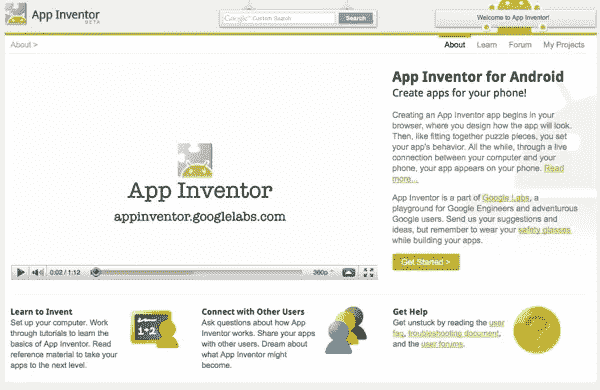 App Inventor
BETA
Google Custom Search
Search
Welcome to App Inventor!
About >
About Learn Forum My Projects
App Inventor
appinventor.googlelabs.com
0:02 / 1:12
360p
App Inventor for Android
Create apps for your phone!
Creating an App Inventor app begins in your
browser, where you design how the app will look.
Then, like fitting together puzzle pieces, you set
your app's behavior. All the while, through a live
connection between your computer and your
phone, your app appears on your phone. Read
more...
App Inventor is a part of Google Labs, a
playground for Google Engineers and adventurous
Google users. Send us your suggestions and
ideas, but remember to wear your safety glasses
while building your apps.
Get Started >
Learn to Invent
Set up your computer. Work
through tutorials to learn the
basics of App Inventor. Read
reference material to take your
apps to the next level.
1-2
Connect with Other Users
Ask questions about how App
Inventor works. Share your apps
with other users. Dream about
what App Inventor might
become.
Get Help
Get unstuck by reading the user
faq, troubleshooting document,
and the user forums.
?